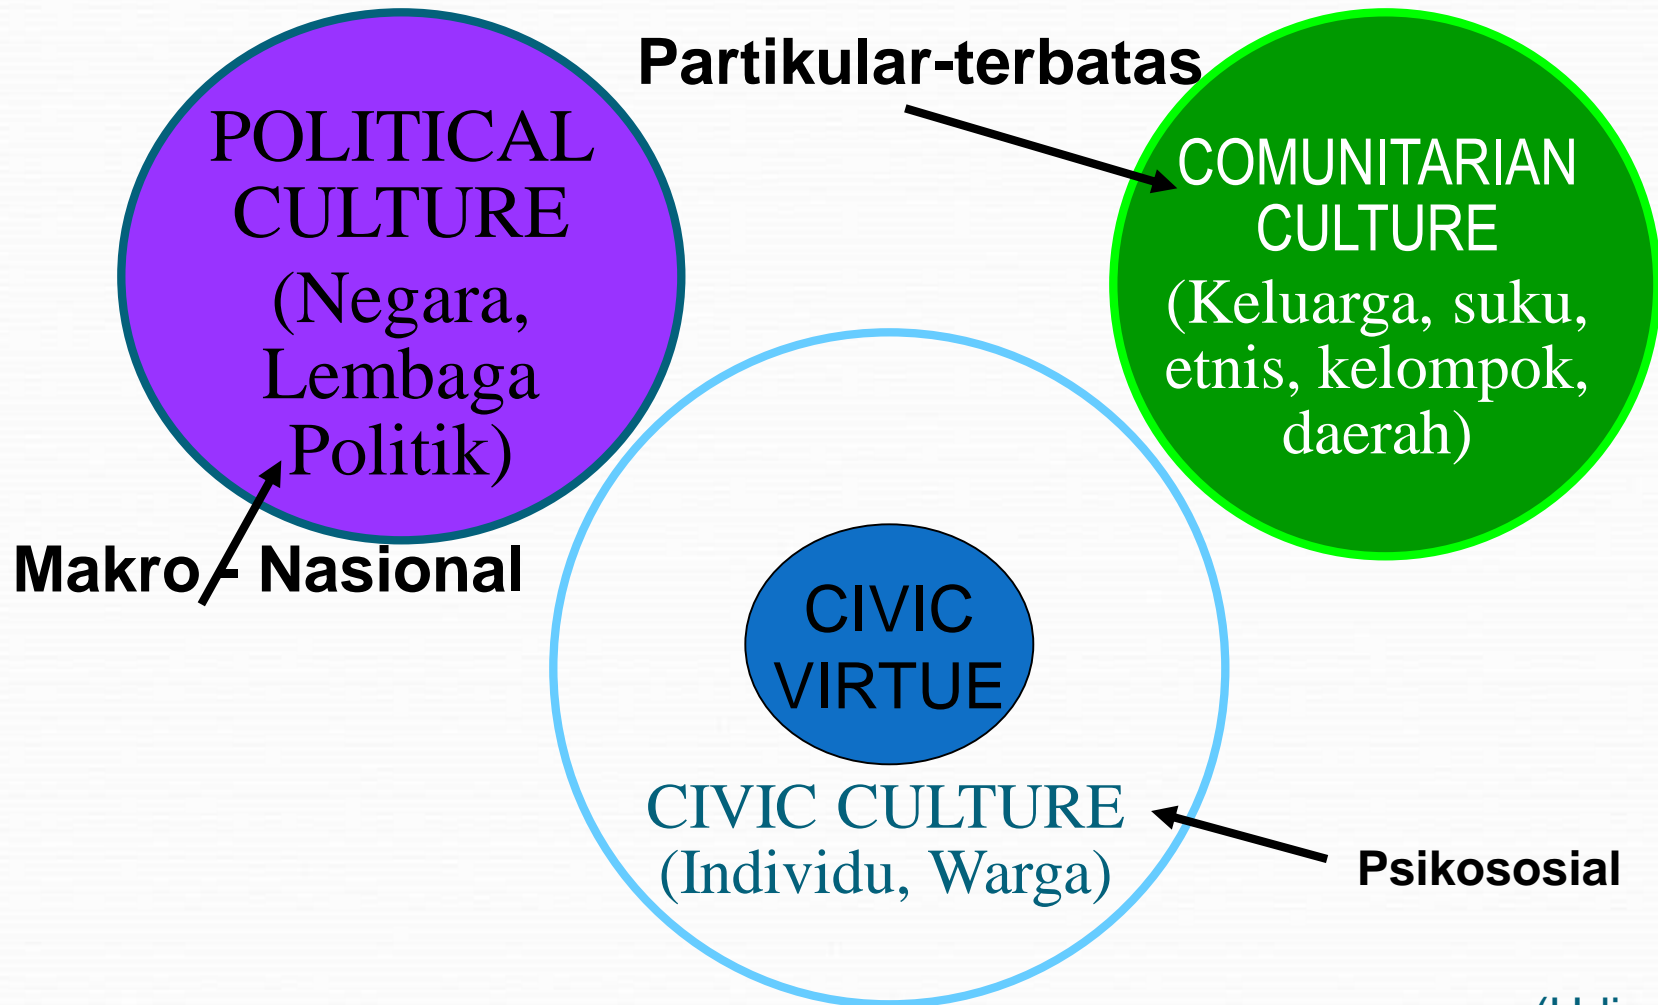 Partikular-terbatas
POLITICAL
CULTURE
(Negara,
Lembaga
Politik)
COMUNITARIAN
CULTURE
(Keluarga, suku,
etnis, kelompok,
daerah)
Makro - Nasional
CIVIC
VIRTUE
CIVIC CULTURE
(Individu, Warga)
Psikososial